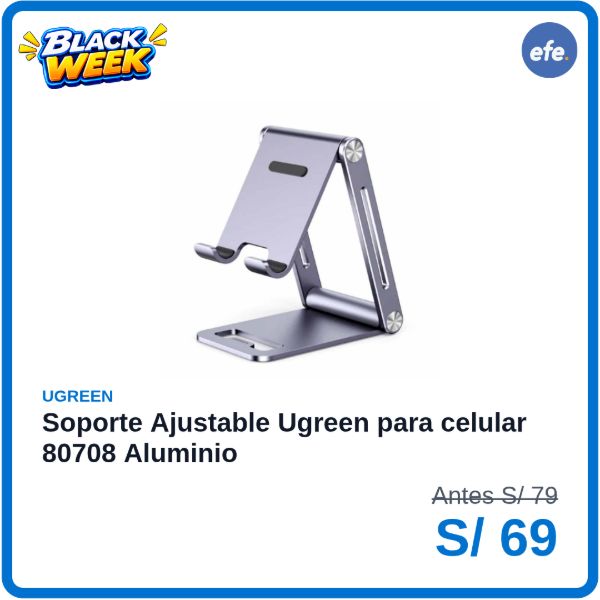 BLACK
WEEK
efe.
UGREEN
Soporte Ajustable Ugreen para celular
80708 Aluminio
Antes S/ 79
S/ 69